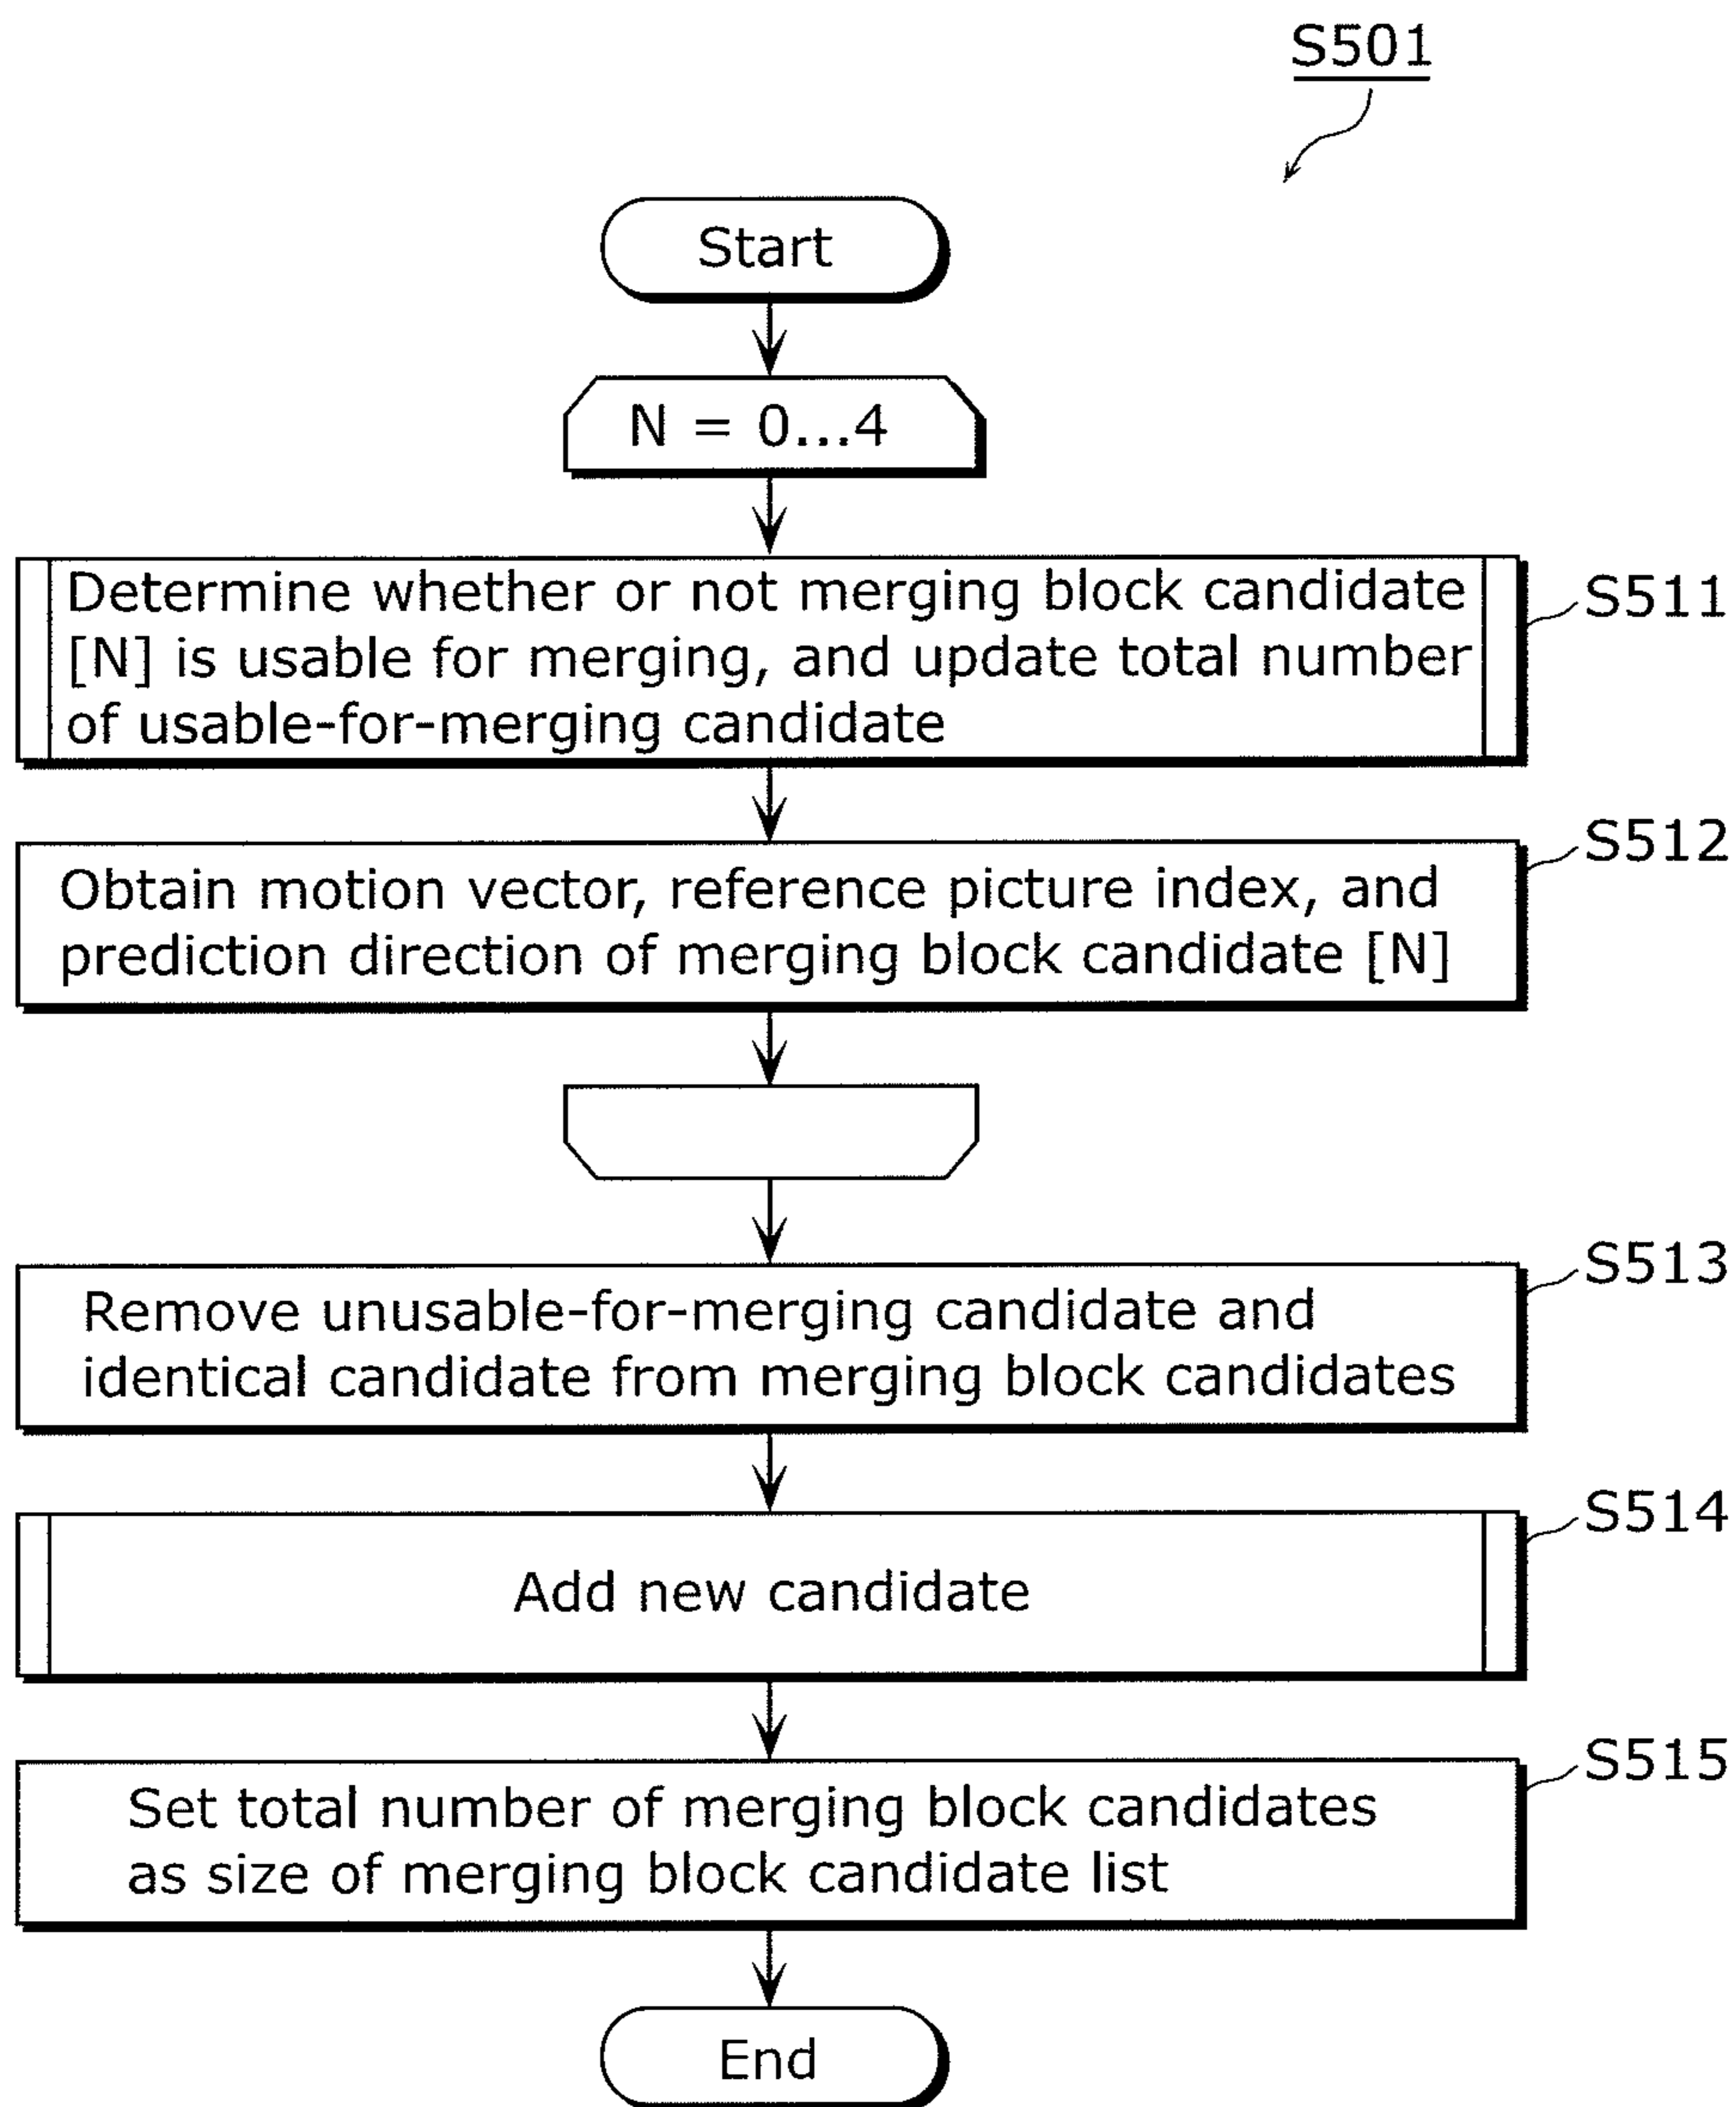 S501
Start
N = 0...4
Determine whether or not merging block candidate
[N] is usable for merging, and update total number
of usable-for-merging candidate
S511
Obtain motion vector, reference picture index, and
prediction direction of merging block candidate [N]
S512
Remove unusable-for-merging candidate and
identical candidate from merging block candidates
S513
Add new candidate
S514
Set total number of merging block candidates
as size of merging block candidate list
S515
End